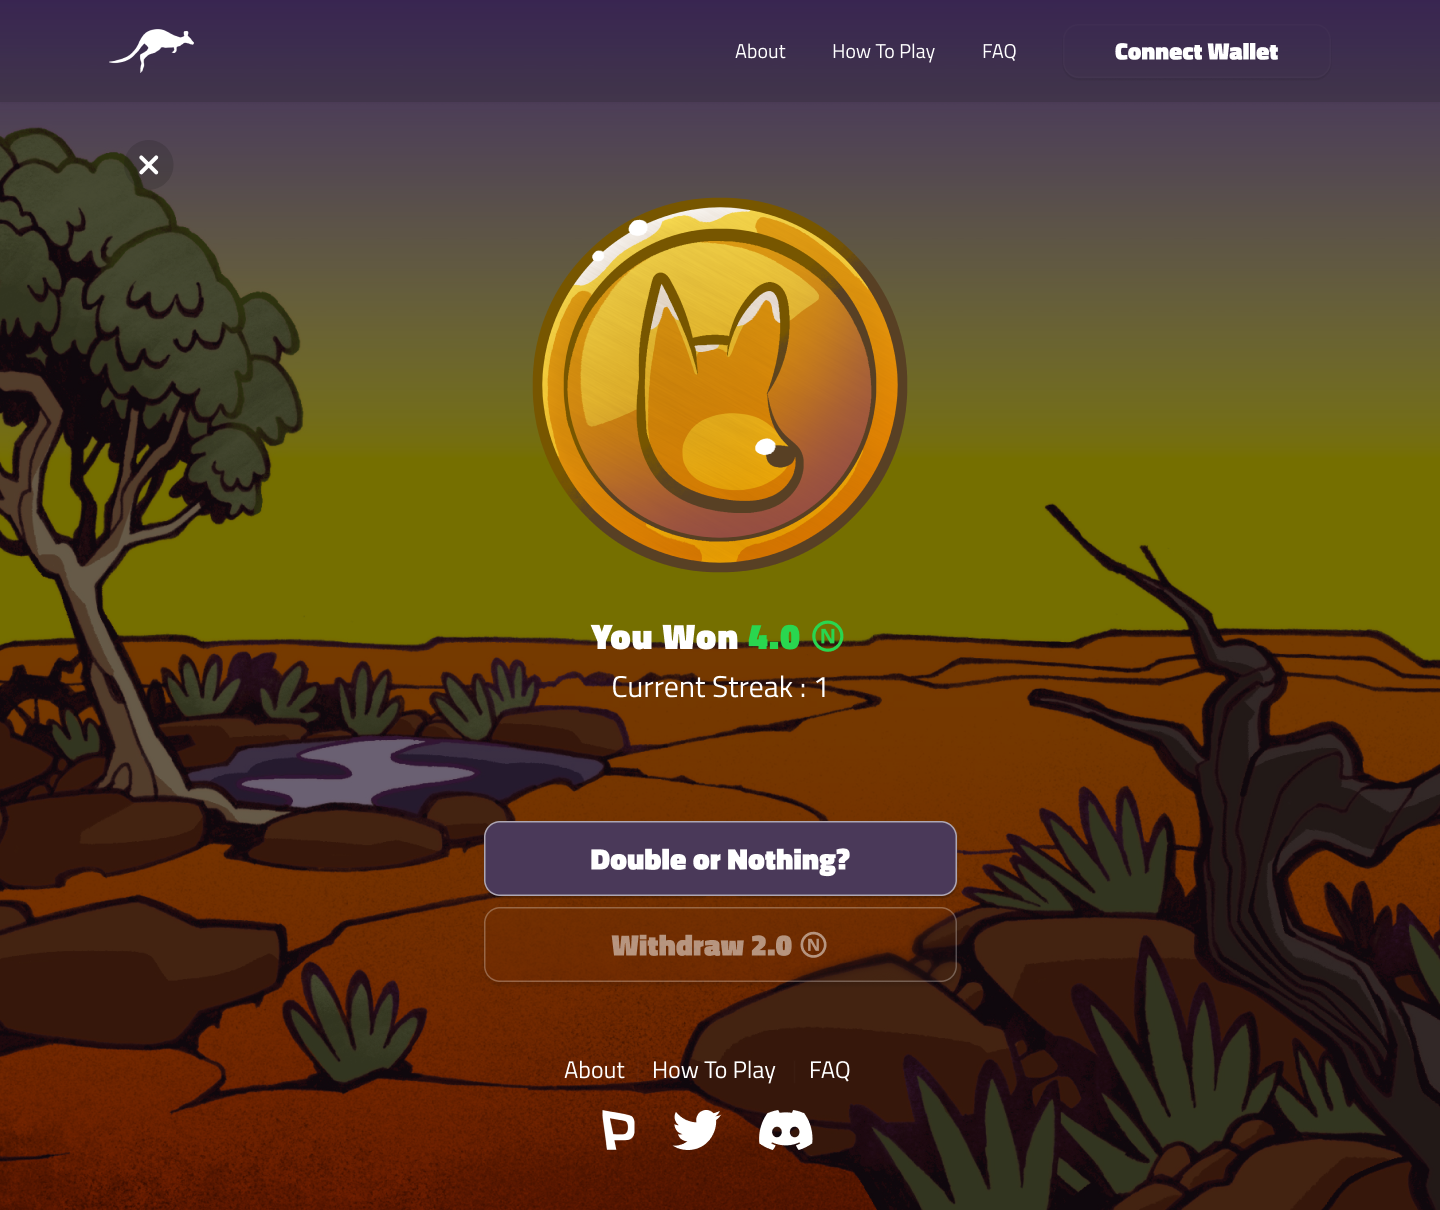 About How To Play FAQ Connect Wallet
You Won 4.0 N
Current Streak : 1
Double or Nothing?
Withdraw 2.0 N
About How To Play FAQ